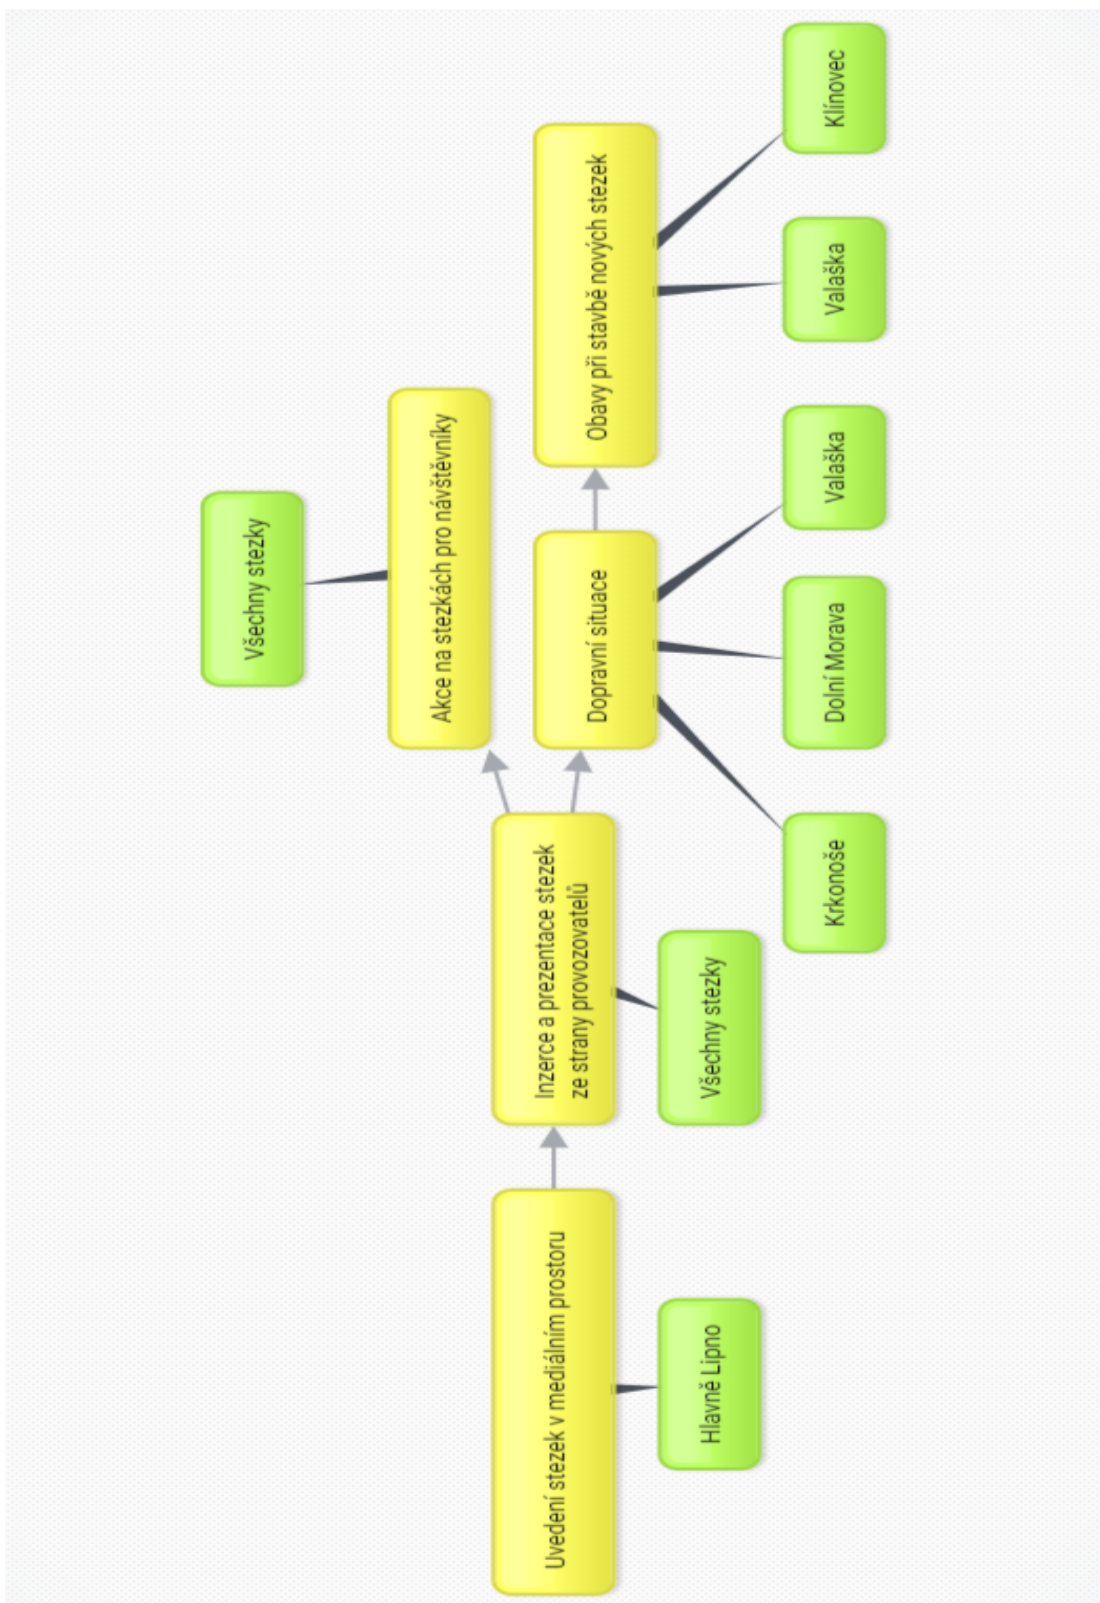 Všechny stezky
Akce na stezkách pro návštěvníky
Uvedení stezek v mediálním prostoru
Inzerce a prezentace stezek
ze strany provozovatelů
Dopravní situace
Obavy při stavbě nových stezek
Hlavně Lipno
Všechny stezky
Krkonoše
Dolní Morava
Valaška
Valaška
Klínovec